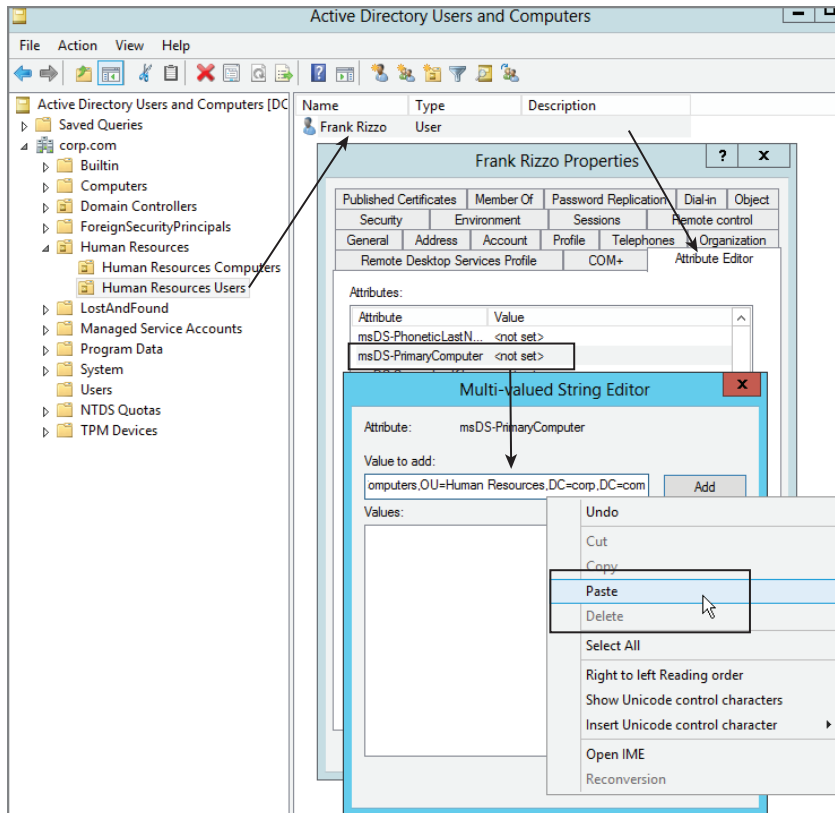 Active Directory Users and Computers
File Action View Help
Active Directory Users and Computers [DC
Saved Queries
corp.com
Builtin
Computers
Domain Controllers
ForeignSecurityPrincipals
Human Resources
Human Resources Computers
Human Resources Users
LostAndFound
Managed Service Accounts
Program Data
System
Users
NTDS Quotas
TPM Devices
Name Type Description
Frank Rizzo User
Frank Rizzo Properties ? x
Published Certificates Member Of Password Replication Dial-in Object
Security Environment Sessions Remote control
General Address Account Profile Telephones Organization
Remote Desktop Services Profile COM+ Attribute Editor
Attributes:
Attribute Value
msDS-PhoneticLastN... <not set>
msDS-PrimaryComputer <not set>
Multi-valued String Editor x
Attribute: msDS-PrimaryComputer
Value to add:
omputers,OU=Human Resources,DC=corp,DC=com Add
Values:
Undo
Cut
Copy
Paste
Delete
Select All
Right to left Reading order
Show Unicode control characters
Insert Unicode control character
Open IME
Reconversion